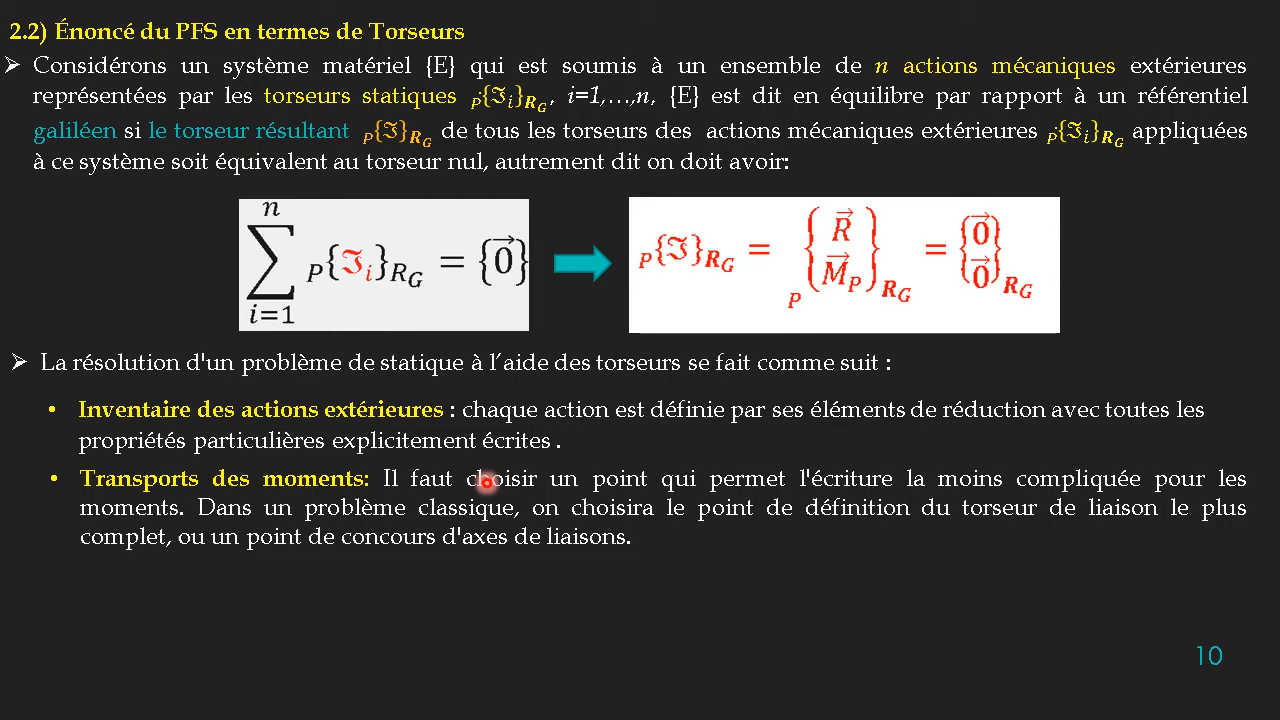 2.2) Énoncé du PFS en termes de Torseurs
➢ Considérons un système matériel {E} qui est soumis à un ensemble de n actions mécaniques extérieures
représentées par les torseurs statiques P{ℑi}RG, i=1,…,n, {E} est dit en équilibre par rapport à un référentiel
galiléen si le torseur résultant P{ℑ}RG de tous les torseurs des actions mécaniques extérieures P{ℑi}RG appliquées
à ce système soit équivalent au torseur nul, autrement dit on doit avoir:
∑_{i=1}^{n} P{ℑi}RG = {0⃗}
P{ℑ}RG = P{R⃗ M⃗P}RG = {0⃗ 0⃗}RG
➢ La résolution d'un problème de statique à l’aide des torseurs se fait comme suit :
• Inventaire des actions extérieures : chaque action est définie par ses éléments de réduction avec toutes les
propriétés particulières explicitement écrites .
• Transports des moments: Il faut choisir un point qui permet l'écriture la moins compliquée pour les
moments. Dans un problème classique, on choisira le point de définition du torseur de liaison le plus
complet, ou un point de concours d'axes de liaisons.
10